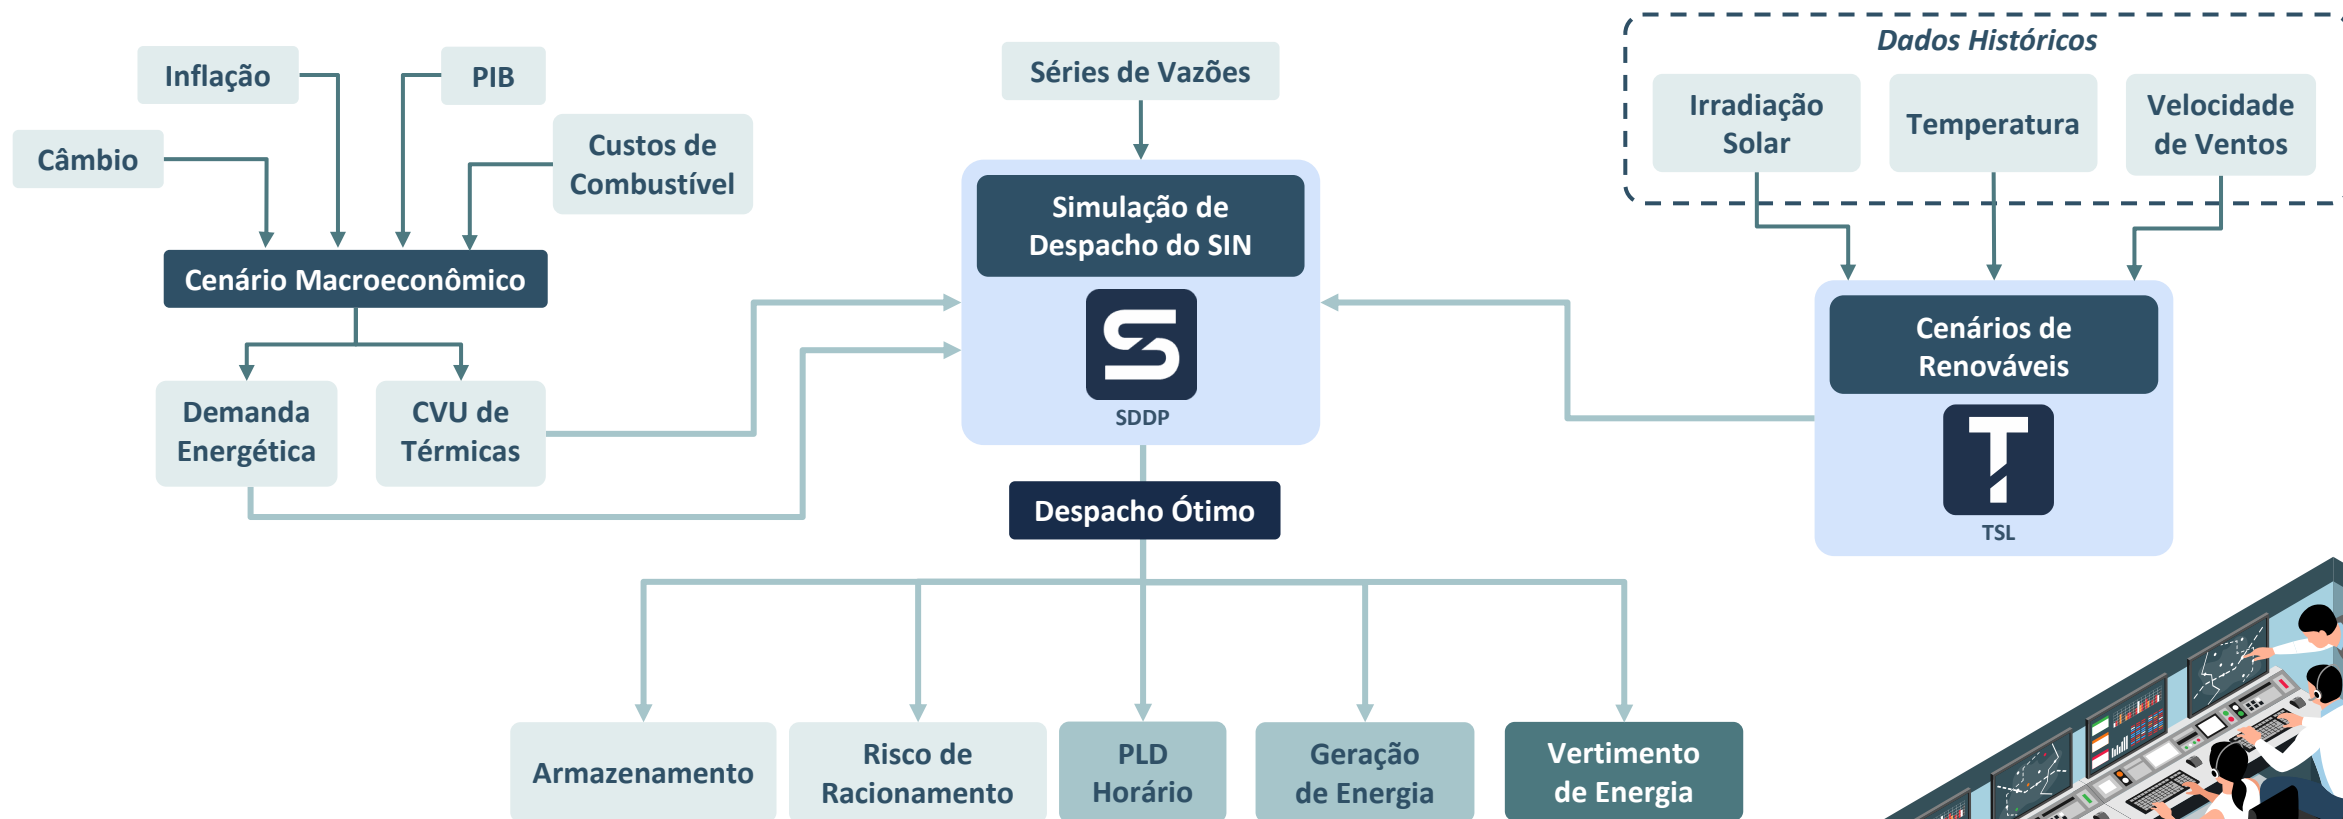 Dados Históricos
Inflação
PIB
Séries de Vazões
Câmbio
Custos de
Combustível
Irradiação
Solar
Temperatura
Velocidade
de Ventos
Simulação de
Despacho do SIN
SDDP
Cenário Macroeconômico
Cenários de
Renováveis
TSL
Demanda
Energética
CVU de
Térmicas
Despacho Ótimo
Armazenamento
Risco de
Racionamento
PLD
Horário
Geração
de Energia
Vertimento
de Energia